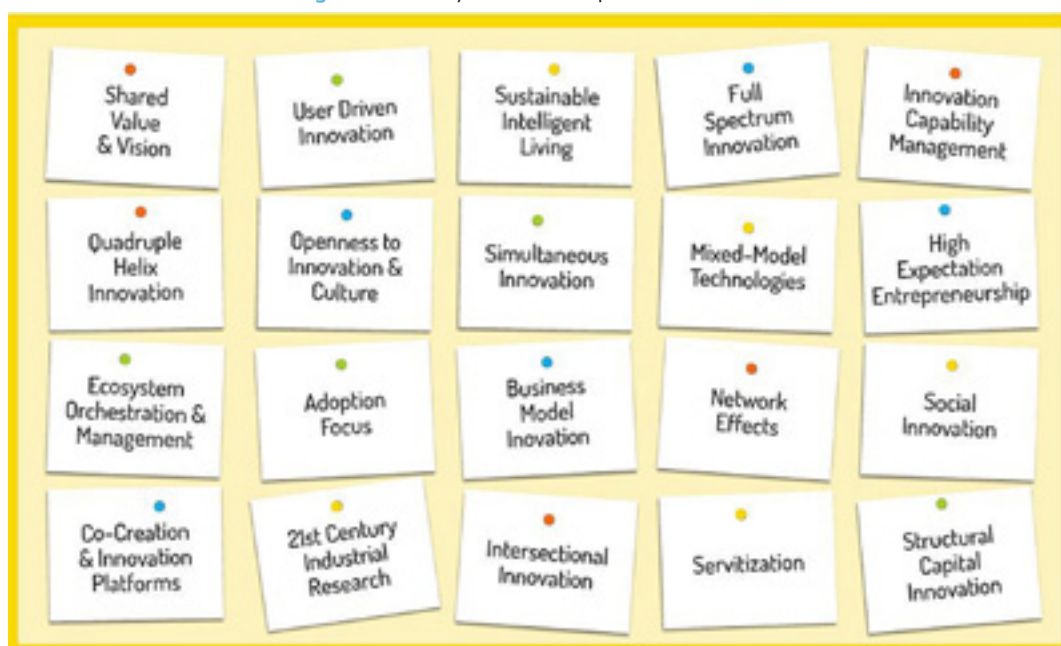 Shared
Value
& Vision
User Driven
Innovation
Sustainable
Intelligent
Living
Full
Spectrum
Innovation
Innovation
Capability
Management
Quadruple
Helix
Innovation
Openness to
Innovation &
Culture
Simultaneous
Innovation
Mixed-Model
Technologies
High
Expectation
Entrepreneurship
Ecosystem
Orchestration &
Management
Adoption
Focus
Business
Model
Inovation
Network
Effects
Social
Innovation
Co-Creation
& Innovation
Platforms
21st Century
Industrial
Research
Intersectional
Innovation
Servitization
Structural
Capital
Innovation